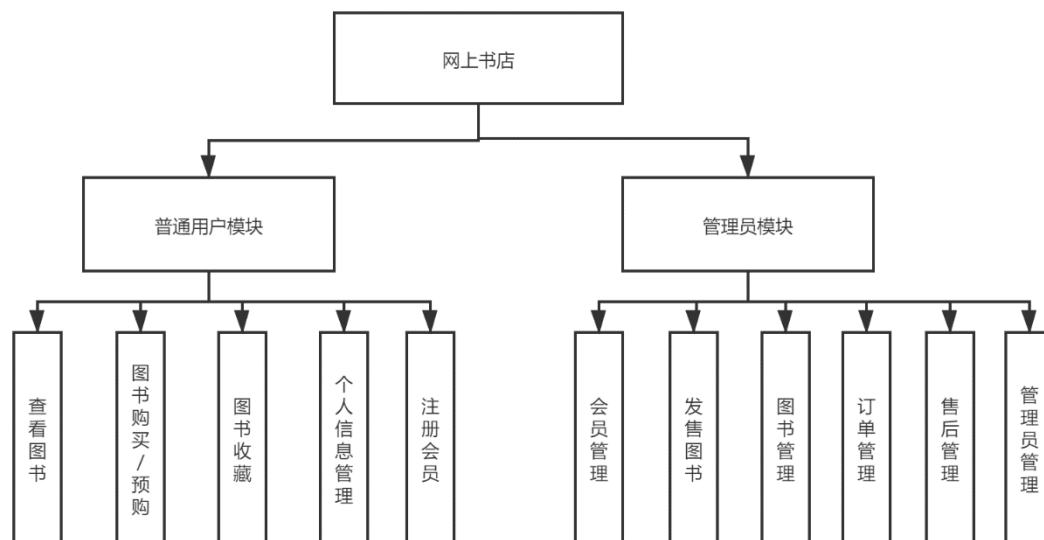 网上书店
普通用户模块
管理员模块
查看图书
图书购买/预购
图书收藏
个人信息管理
注册会员
会员管理
发售图书
图书管理
订单管理
售后管理
管理员管理